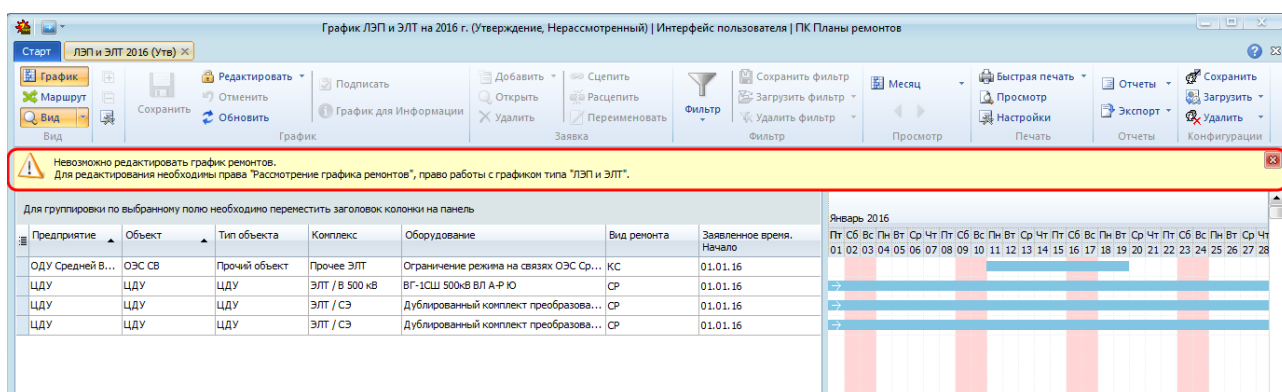 График ЛЭП и ЭЛТ на 2016 г. (Утверждение, Нерассмотренный) | Интерфейс пользователя | ПК Планы ремонтов
Старт ЛЭП и ЭЛТ 2016 (Утв)
График Редактировать Подписать Добавить Сцепить Сохранить фильтр Месяц Быстрая печать Отчеты Сохранить
Маршрут Сохранить Отменить График для Информации Открыть Расцепить Фильтр Загрузить фильтр Просмотр Экспорт Загрузить
Вид Обновить Удалить Переименовать Удалить фильтр Настройки Удалить
Вид График Заявка Фильтр Просмотр Печать Отчеты Конфигурации
Невозможно редактировать график ремонтов.
Для редактирования необходимы права "Рассмотрение графика ремонтов", право работы с графиком типа "ЛЭП и ЭЛТ".
Для группировки по выбранному полю необходимо переместить заголовок колонки на панель
Январь 2016
Предприятие Объект Тип объекта Комплекс Оборудование Вид ремонта Заявленное время. Начало
Пт Сб Вс Пн Вт Ср Чт Пт Сб Вс Пн Вт Ср Чт Пт Сб Вс Пн Вт Ср Чт Пт Сб Вс Пн Вт Ср Чт
01 02 03 04 05 06 07 08 09 10 11 12 13 14 15 16 17 18 19 20 21 22 23 24 25 26 27 28
ОДУ Средней В... ОЭС СВ Прочий объект Прочее ЭЛТ Ограничение режима на связях ОЭС Ср... КС 01.01.16
ЦДУ ЦДУ ЦДУ ЭЛТ / В 500 кВ ВГ-1СШ 500кВ ВЛ А-Р Ю СР 01.01.16
ЦДУ ЦДУ ЦДУ ЭЛТ / СЭ Дублированный комплект преобразова... СР 01.01.16
ЦДУ ЦДУ ЦДУ ЭЛТ / СЭ Дублированный комплект преобразова... СР 01.01.16